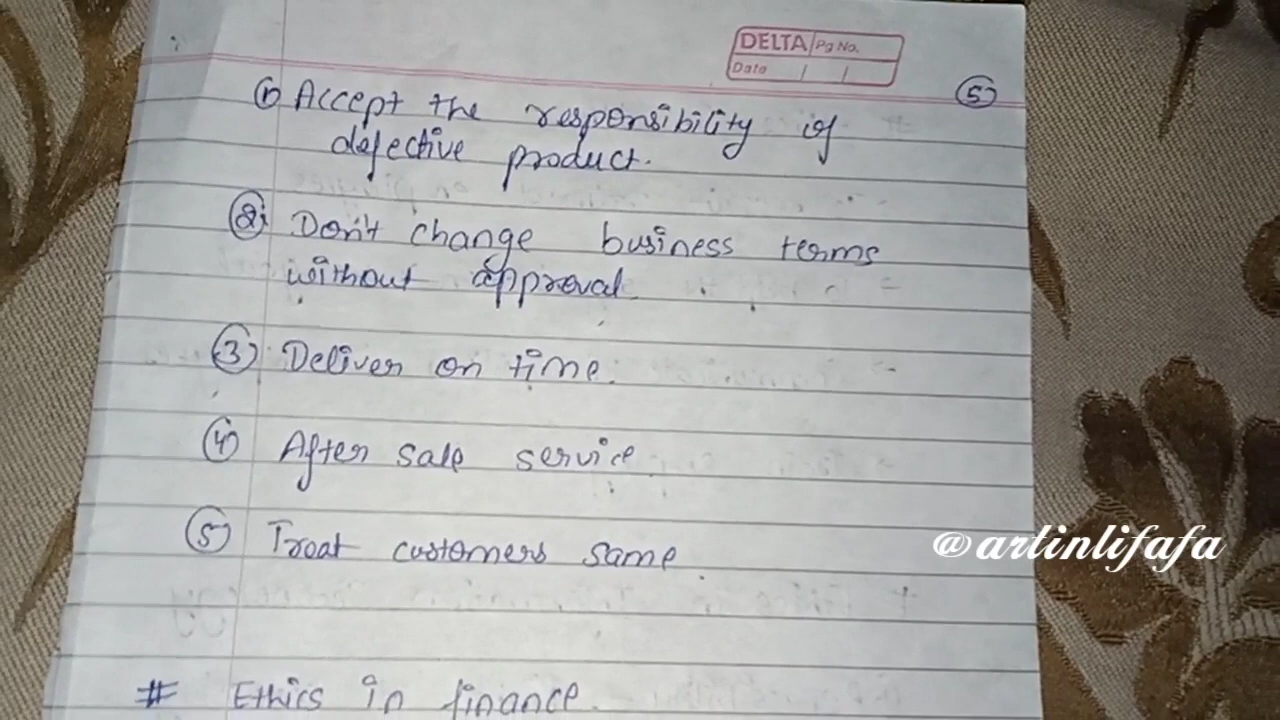 DELTA Pg No.
Date / /
5
1) Accept the responsibility of
defective product.
2) Don't change business terms
without approval.
3) Deliver on time.
4) After sale service
5) Treat customers same.
@artinlifafa
# Ethics in finance.